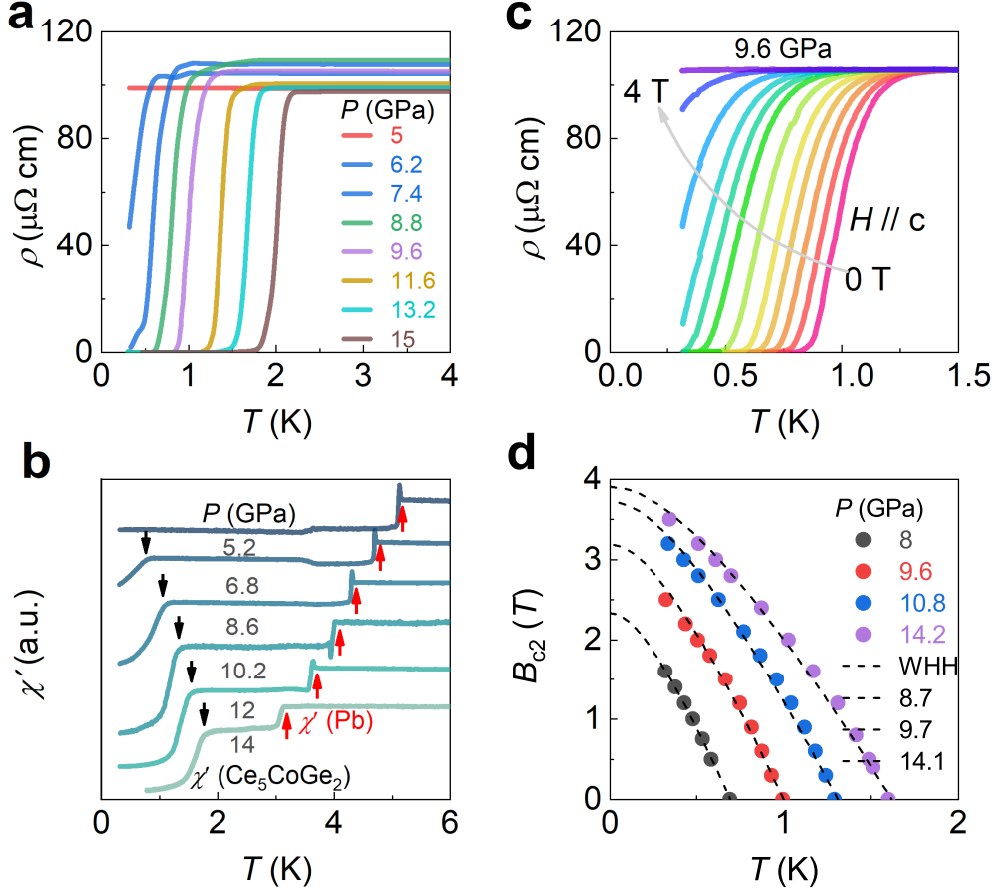 a
120
80
40
0
ρ (μΩ cm)
P (GPa)
5
6.2
7.4
8.8
9.6
11.6
13.2
15
0 1 2 3 4
T (K)
c
120
80
40
0
ρ (μΩ cm)
9.6 GPa
4 T
H // c
0 T
0.0 0.5 1.0 1.5
T (K)
b
χ′ (a.u.)
P (GPa)
5.2
6.8
8.6
10.2
12
14
χ′ (Pb)
χ′ (Ce5CoGe2)
0 2 4 6
T (K)
d
4
3
2
1
0
Bc2 (T)
P (GPa)
8
9.6
10.8
14.2
WHH
8.7
9.7
14.1
0 1 2
T (K)